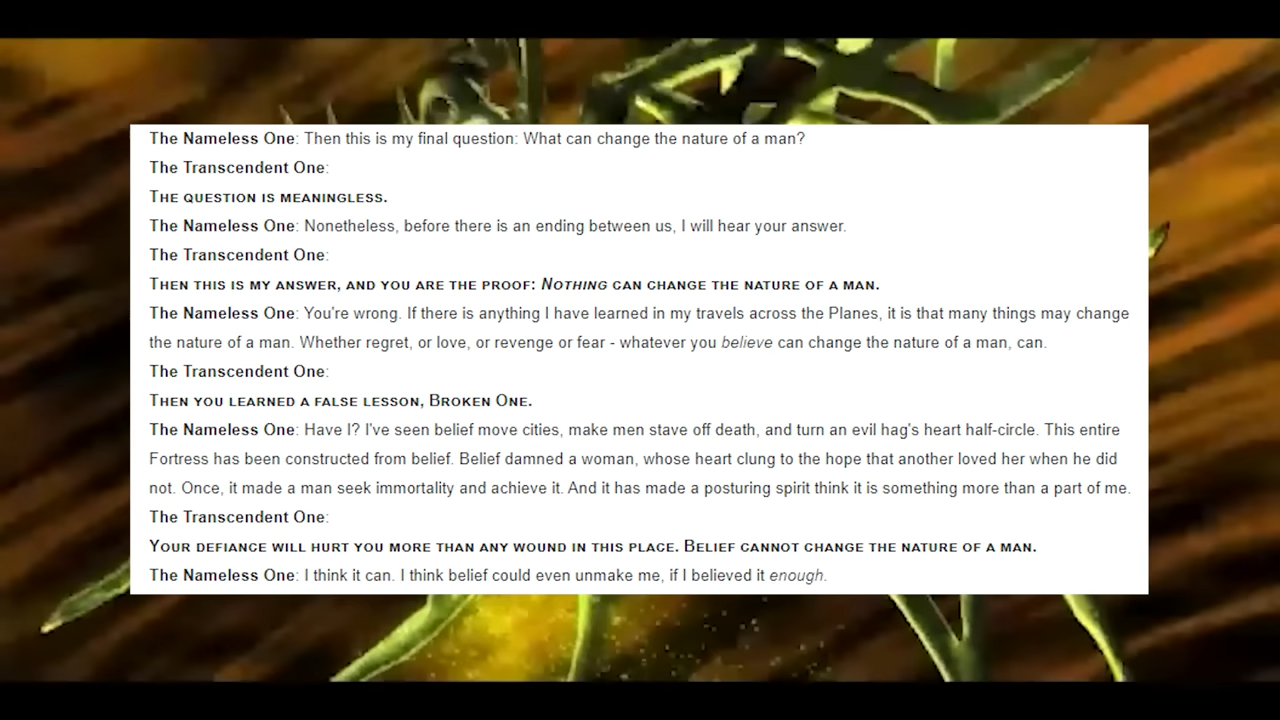 The Nameless One: Then this is my final question: What can change the nature of a man?
The Transcendent One:
The question is meaningless.
The Nameless One: Nonetheless, before there is an ending between us, I will hear your answer.
The Transcendent One:
Then this is my answer, and you are the proof: Nothing can change the nature of a man.
The Nameless One: You're wrong. If there is anything I have learned in my travels across the Planes, it is that many things may change
the nature of a man. Whether regret, or love, or revenge or fear - whatever you believe can change the nature of a man, can.
The Transcendent One:
Then you learned a false lesson, Broken One.
The Nameless One: Have I? I've seen belief move cities, make men stave off death, and turn an evil hag's heart half-circle. This entire
Fortress has been constructed from belief. Belief damned a woman, whose heart clung to the hope that another loved her when he did
not. Once, it made a man seek immortality and achieve it. And it has made a posturing spirit think it is something more than a part of me.
The Transcendent One:
Your defiance will hurt you more than any wound in this place. Belief cannot change the nature of a man.
The Nameless One: I think it can. I think belief could even unmake me, if I believed it enough.